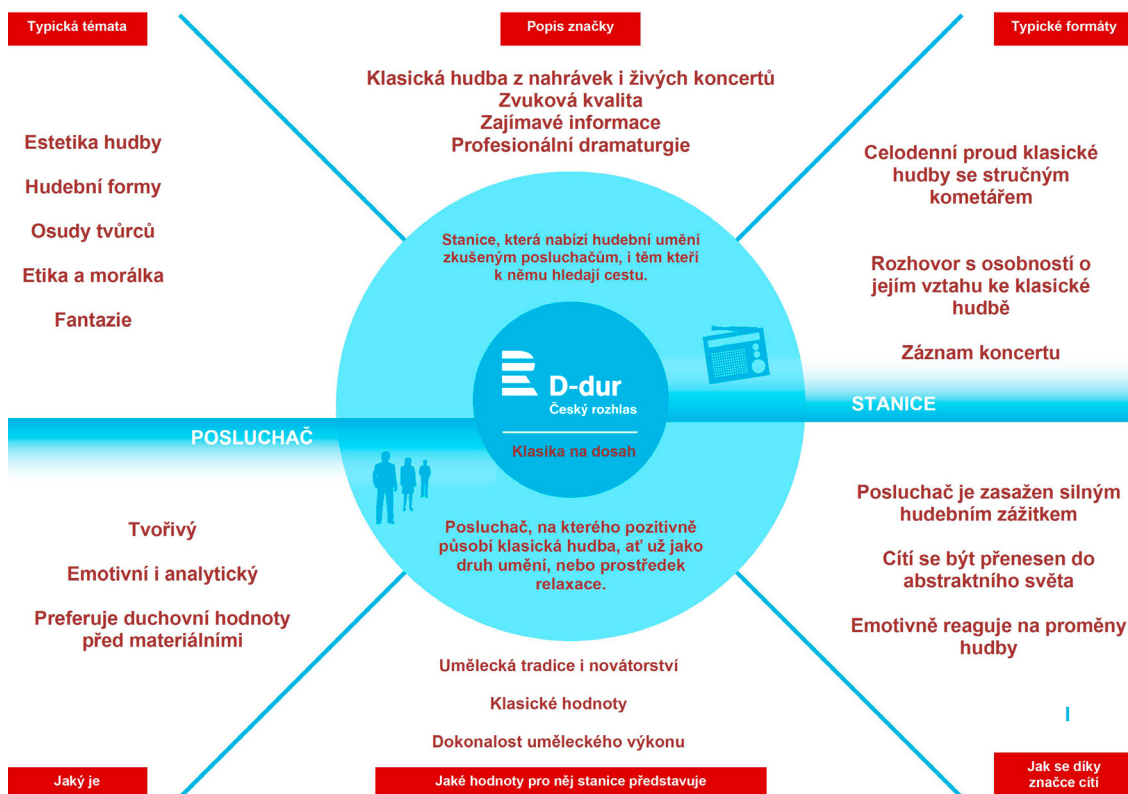 Typická témata
Popis značky
Typické formáty
Klasická hudba z nahrávek i živých koncertů
Zvuková kvalita
Zajímavé informace
Profesionální dramaturgie
Estetika hudby
Hudební formy
Osudy tvůrců
Etika a morálka
Fantazie
Celodenní proud klasické
hudby se stručným
kometářem
Rozhovor s osobností o
jejím vztahu ke klasické
hudbě
Záznam koncertu
Stanice, která nabízí hudební umění
zkušeným posluchačům, i těm kteří
k němu hledají cestu.
D-dur
Český rozhlas
Klasika na dosah
STANICE
POSLUCHAČ
Posluchač, na kterého pozitivně
působí klasická hudba, ať už jako
druh umění, nebo prostředek
relaxace.
Tvořivý
Emotivní i analytický
Preferuje duchovní hodnoty
před materiálními
Posluchač je zasažen silným
hudebním zážitkem
Cítí se být přenesen do
abstraktního světa
Emotivně reaguje na proměny
hudby
Umělecká tradice i novátorství
Klasické hodnoty
Dokonalost uměleckého výkonu
I
Jaký je
Jaké hodnoty pro něj stanice představuje
Jak se díky
značce cítí